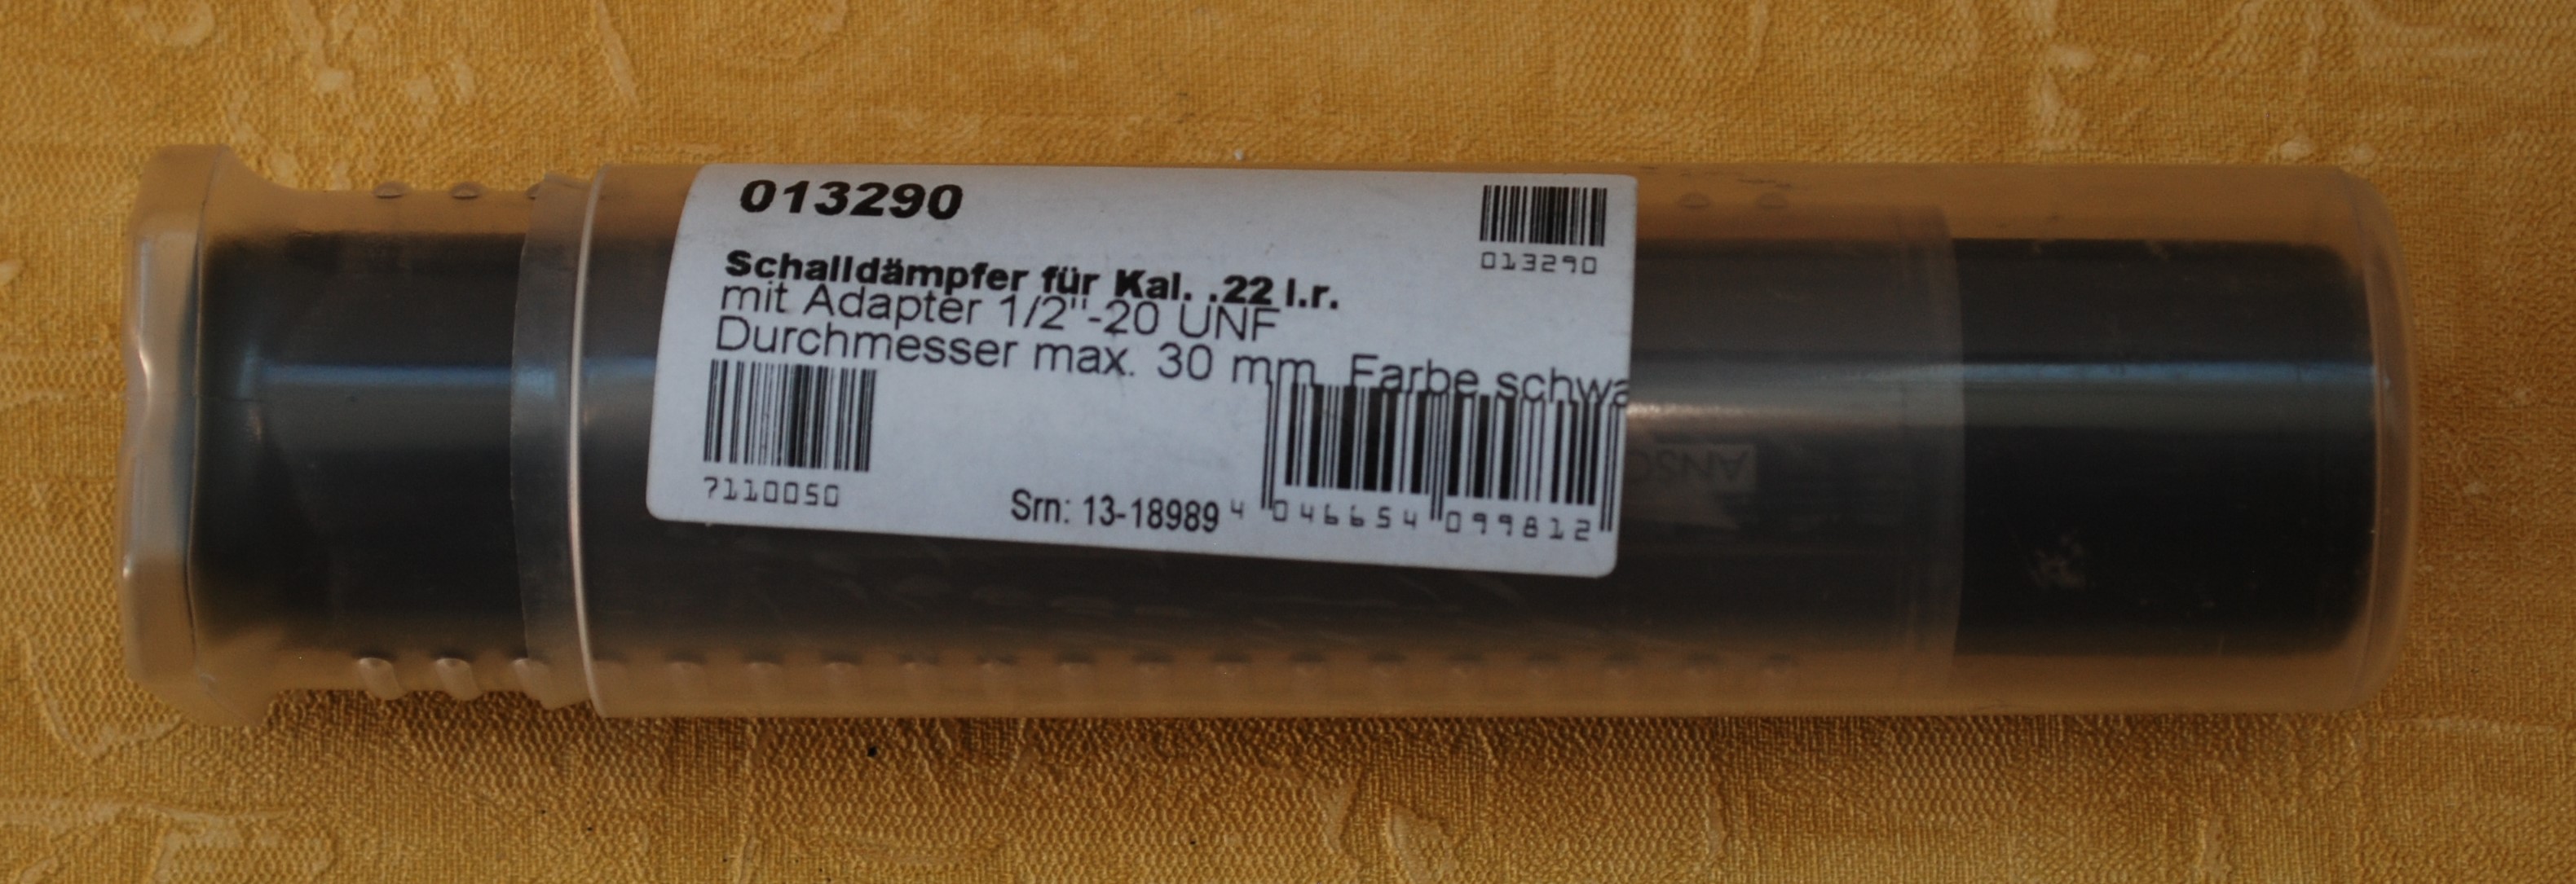 013290
013290
Schalldämpfer für Kal. .22 l.r.
mit Adapter 1/2"-20 UNF
Durchmesser max. 30 mm, Farbe schwa
7110050
Srn: 13-18989
4 046654 099812